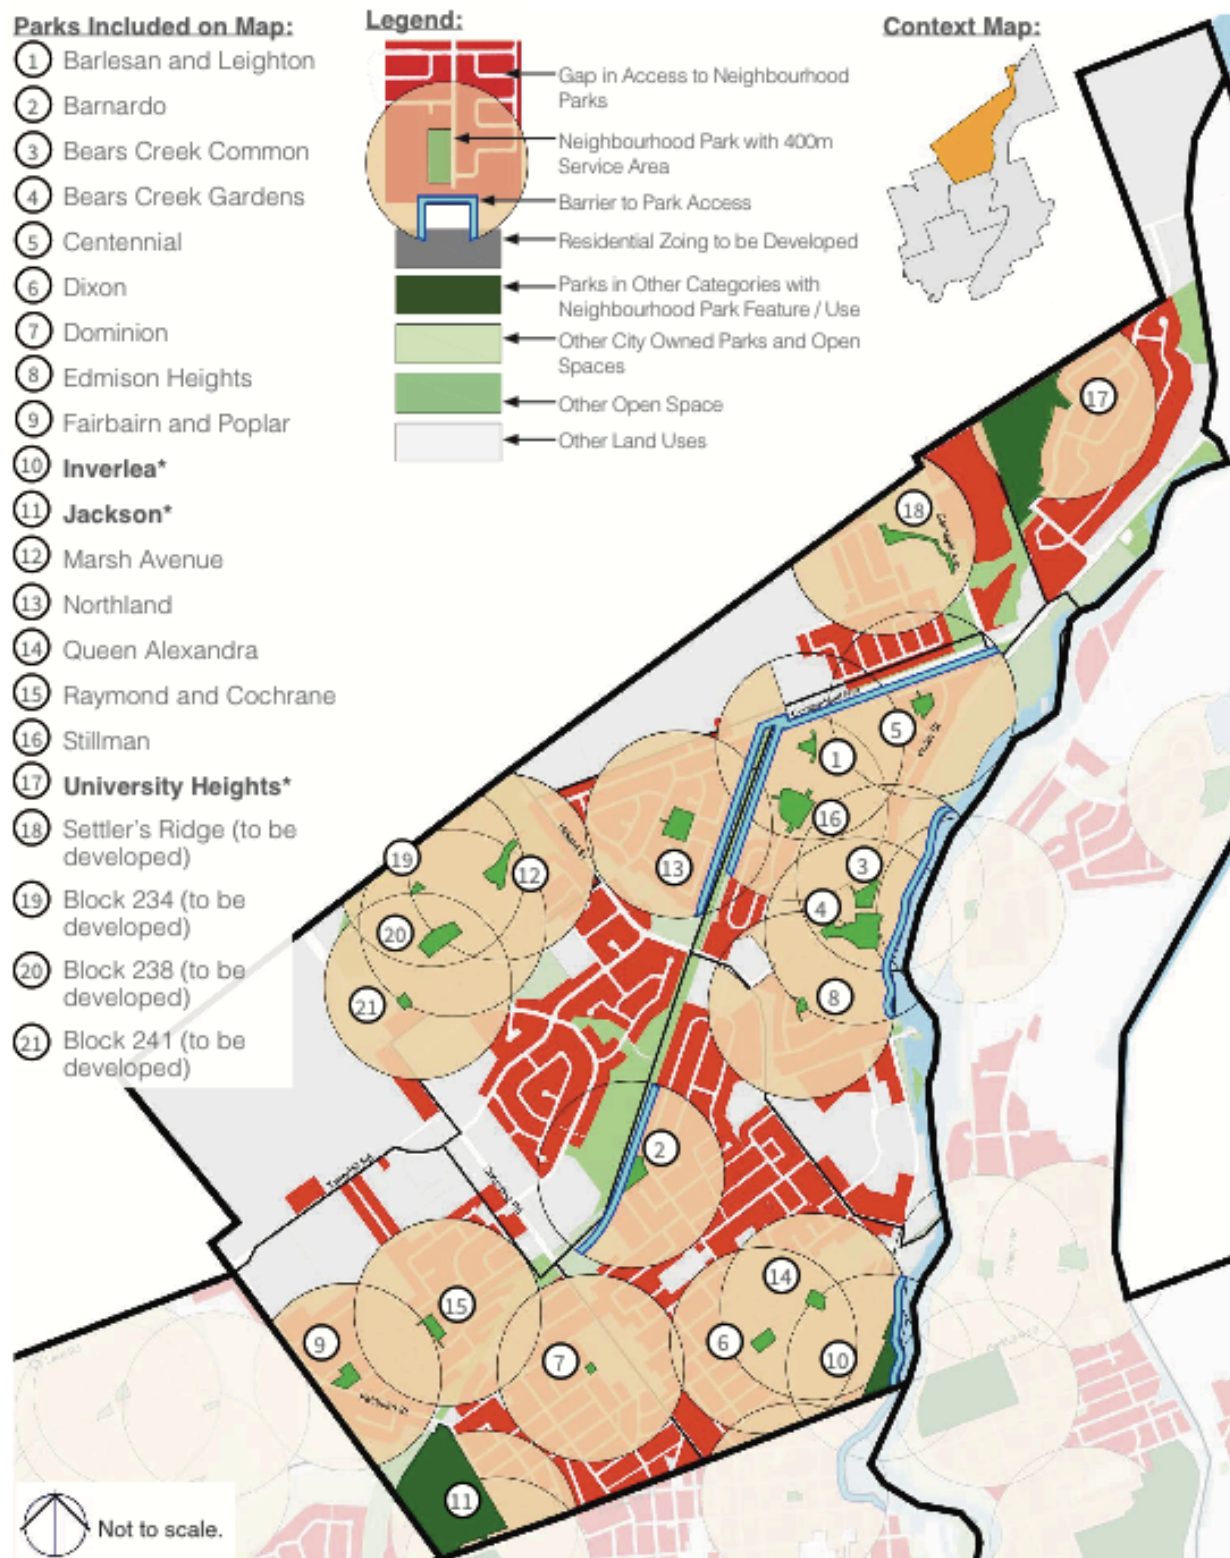 Parks Included on Map:
1 Barlesan and Leighton
2 Barnardo
3 Bears Creek Common
4 Bears Creek Gardens
5 Centennial
6 Dixon
7 Dominion
8 Edmison Heights
9 Fairbairn and Poplar
10 Inverlea*
11 Jackson*
12 Marsh Avenue
13 Northland
14 Queen Alexandra
15 Raymond and Cochrane
16 Stillman
17 University Heights*
18 Settler's Ridge (to be
developed)
19 Block 234 (to be
developed)
20 Block 238 (to be
developed)
21 Block 241 (to be
developed)
Legend:
Gap in Access to Neighbourhood
Parks
Neighbourhood Park with 400m
Service Area
Barrier to Park Access
Residential Zoing to be Developed
Parks in Other Categories with
Neighbourhood Park Feature / Use
Other City Owned Parks and Open
Spaces
Other Open Space
Other Land Uses
Context Map:
17
18
5
1
16
13
3
19
12
4
20
8
21
2
14
15
9
6
7
10
11
Not to scale.